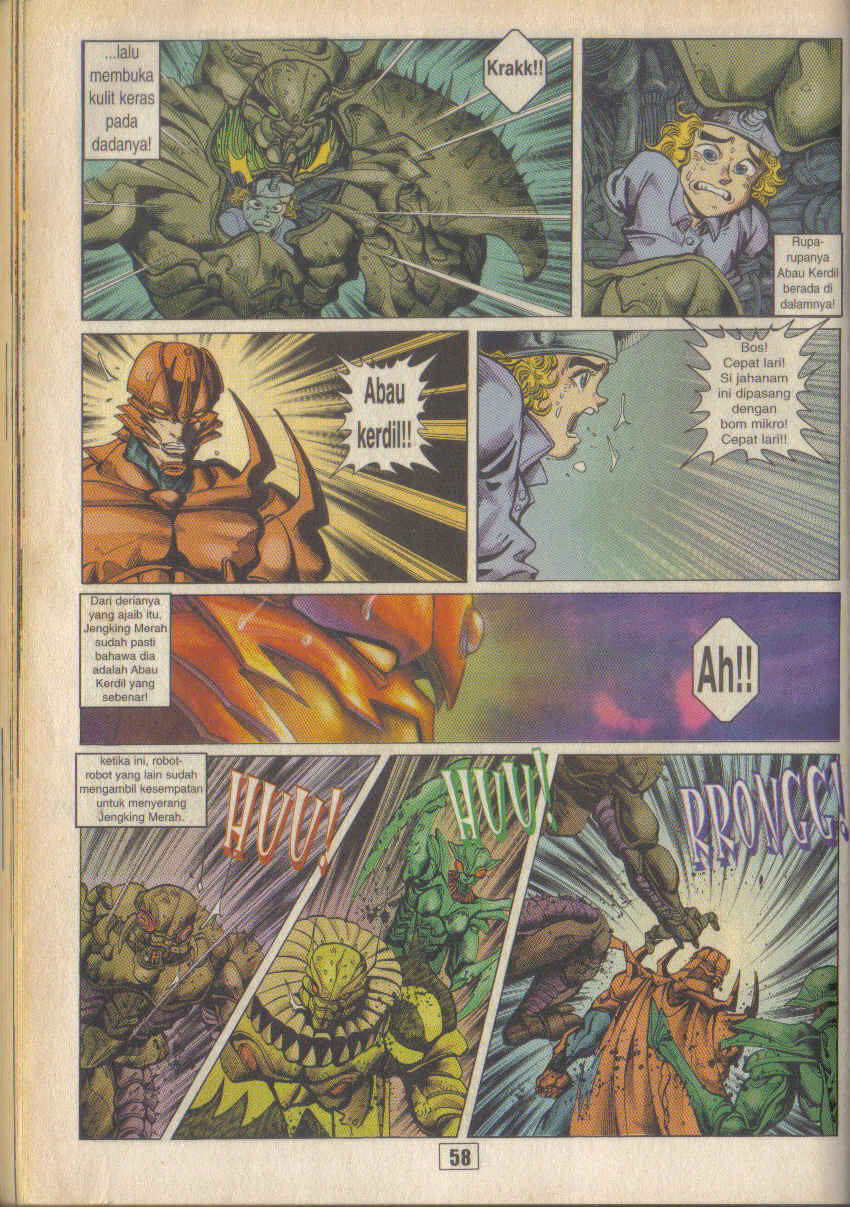 ...lalu
membuka
kulit keras
pada
dadanya!
Krakk!!
Rupa-
rupanya
Abau Kerdil
berada di
dalamnya!
Abau
kerdil!!
Bos!
Cepat lari!
Si jahanam
ini dipasang
dengan
bom mikro!
Cepat lari!!
Dari derianya
yang ajaib itu,
Jengking Merah
sudah pasti
bahawa dia
adalah Abau
Kerdil yang
sebenar!
Ah!!
ketika ini, robot-
robot yang lain sudah
mengambil kesempatan
untuk menyerang
Jengking Merah.
HUU!
HUU!
RRONGG!
58